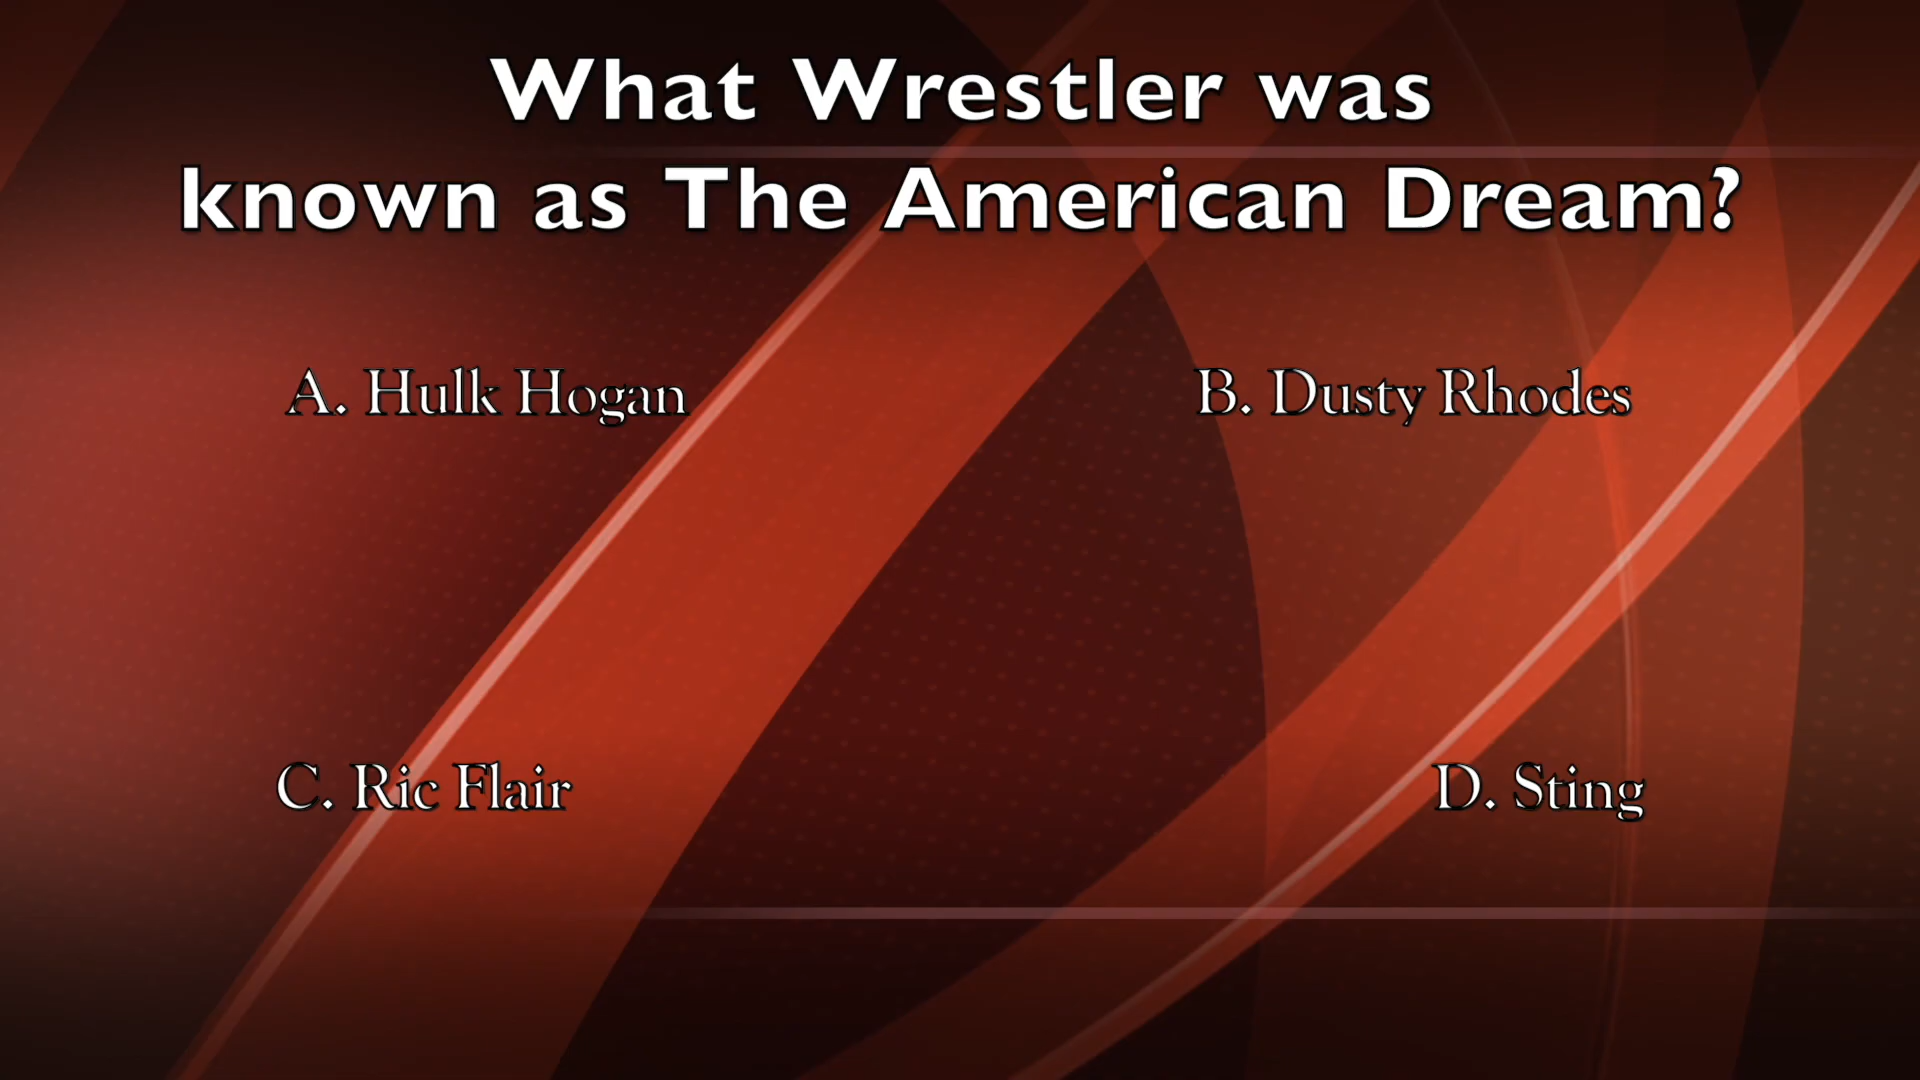 What Wrestler was
known as The American Dream?
A. Hulk Hogan
B. Dusty Rhodes
C. Ric Flair
D. Sting